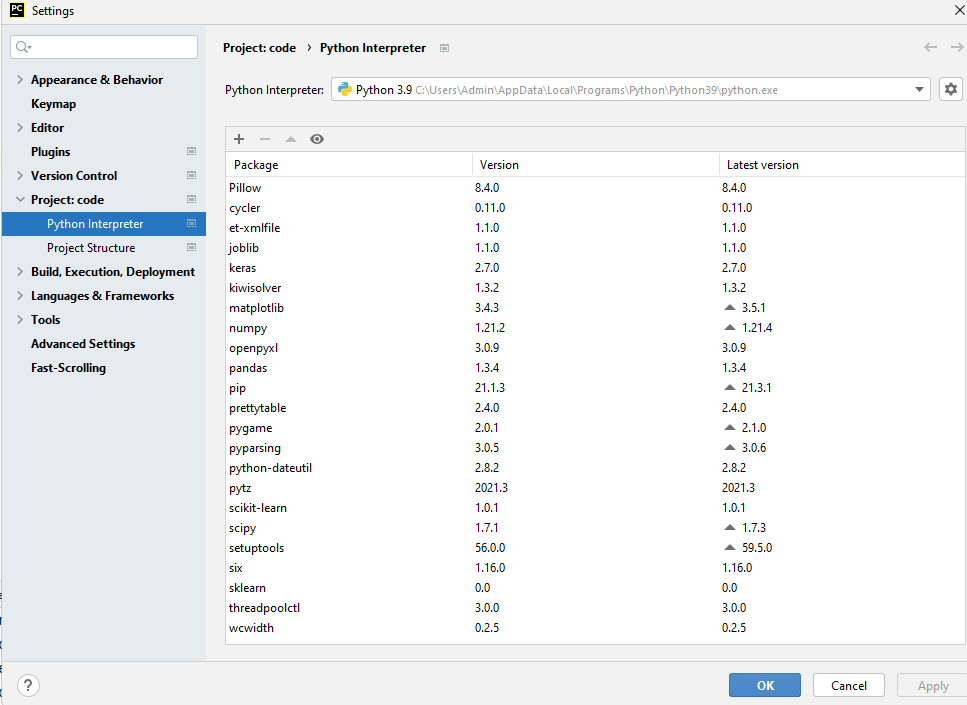 PC Settings
Project: code › Python Interpreter
Python Interpreter: Python 3.9 C:\Users\Admin\AppData\Local\Programs\Python\Python39\python.exe
Appearance & Behavior
Keymap
Editor
Plugins
Version Control
Project: code
Python Interpreter
Project Structure
Build, Execution, Deployment
Languages & Frameworks
Tools
Advanced Settings
Fast-Scrolling
Package Version Latest version
Pillow 8.4.0 8.4.0
cycler 0.11.0 0.11.0
et-xmlfile 1.1.0 1.1.0
joblib 1.1.0 1.1.0
keras 2.7.0 2.7.0
kiwisolver 1.3.2 1.3.2
matplotlib 3.4.3 3.5.1
numpy 1.21.2 1.21.4
openpyxl 3.0.9 3.0.9
pandas 1.3.4 1.3.4
pip 21.1.3 21.3.1
prettytable 2.4.0 2.4.0
pygame 2.0.1 2.1.0
pyparsing 3.0.5 3.0.6
python-dateutil 2.8.2 2.8.2
pytz 2021.3 2021.3
scikit-learn 1.0.1 1.0.1
scipy 1.7.1 1.7.3
setuptools 56.0.0 59.5.0
six 1.16.0 1.16.0
sklearn 0.0 0.0
threadpoolctl 3.0.0 3.0.0
wcwidth 0.2.5 0.2.5
? OK Cancel Apply